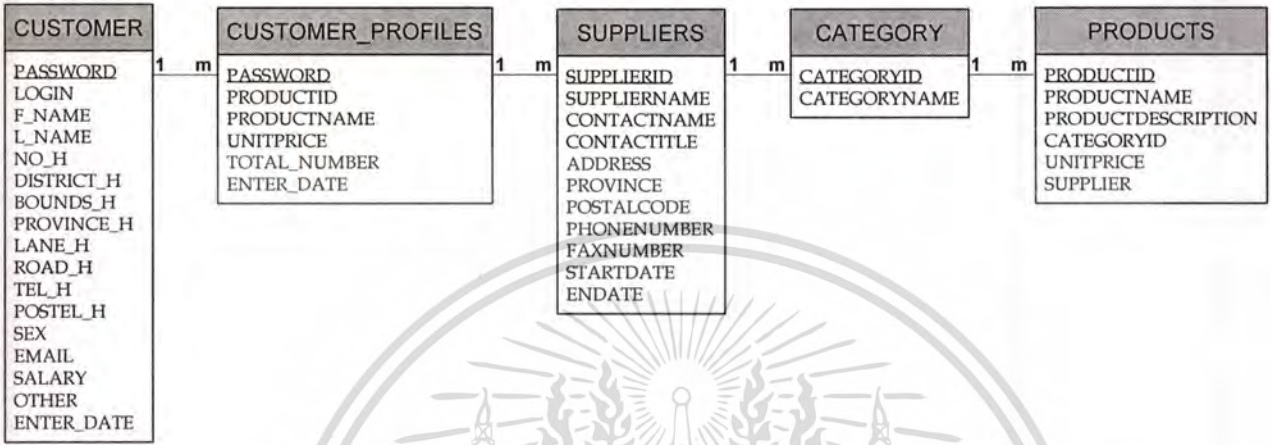 CUSTOMER
PASSWORD
LOGIN
F_NAME
L_NAME
NO_H
DISTRICT_H
BOUNDS_H
PROVINCE_H
LANE_H
ROAD_H
TEL_H
POSTEL_H
SEX
EMAIL
SALARY
OTHER
ENTER_DATE
1 m
CUSTOMER_PROFILES
PASSWORD
PRODUCTID
PRODUCTNAME
UNITPRICE
TOTAL_NUMBER
ENTER_DATE
1 m
SUPPLIERS
SUPPLIERID
SUPPLIERNAME
CONTACTNAME
CONTACTITLE
ADDRESS
PROVINCE
POSTALCODE
PHONENUMBER
FAXNUMBER
STARTDATE
ENDATE
1 m
CATEGORY
CATEGORYID
CATEGORYNAME
1 m
PRODUCTS
PRODUCTID
PRODUCTNAME
PRODUCTDESCRIPTION
CATEGORYID
UNITPRICE
SUPPLIER